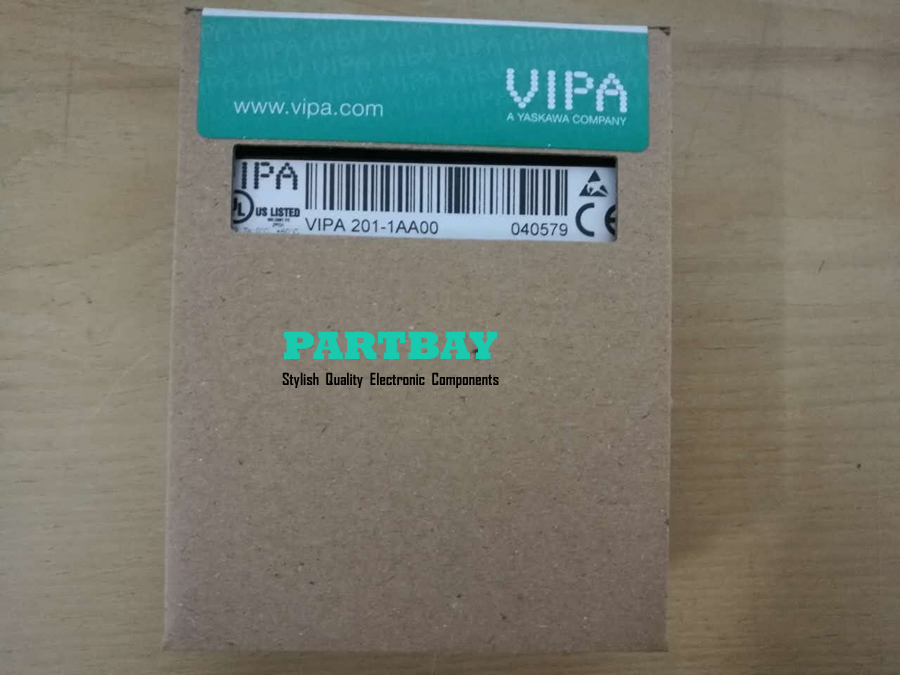 www.vipa.com
VIPA
A YASKAWA COMPANY
IPA
UL US LISTED
VIPA 201-1AA00 040579
CE
PARTBAY
Stylish Quality Electronic Components